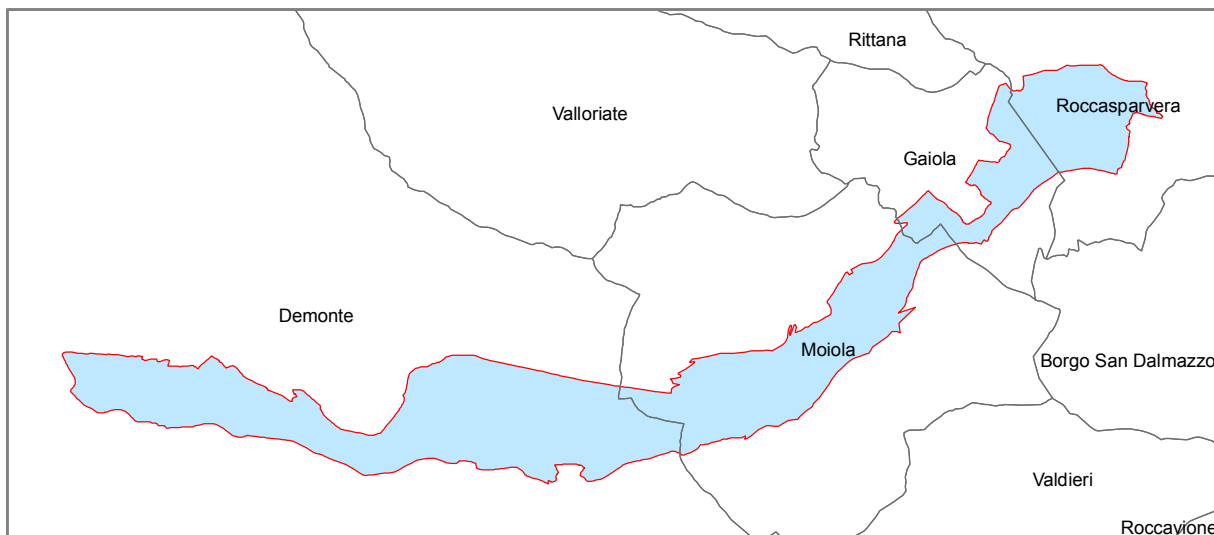 Rittana
Valloriate
Roccasparvera
Gaiola
Demonte
Moiola
Borgo San Dalmazzo
Valdieri
Roccavione